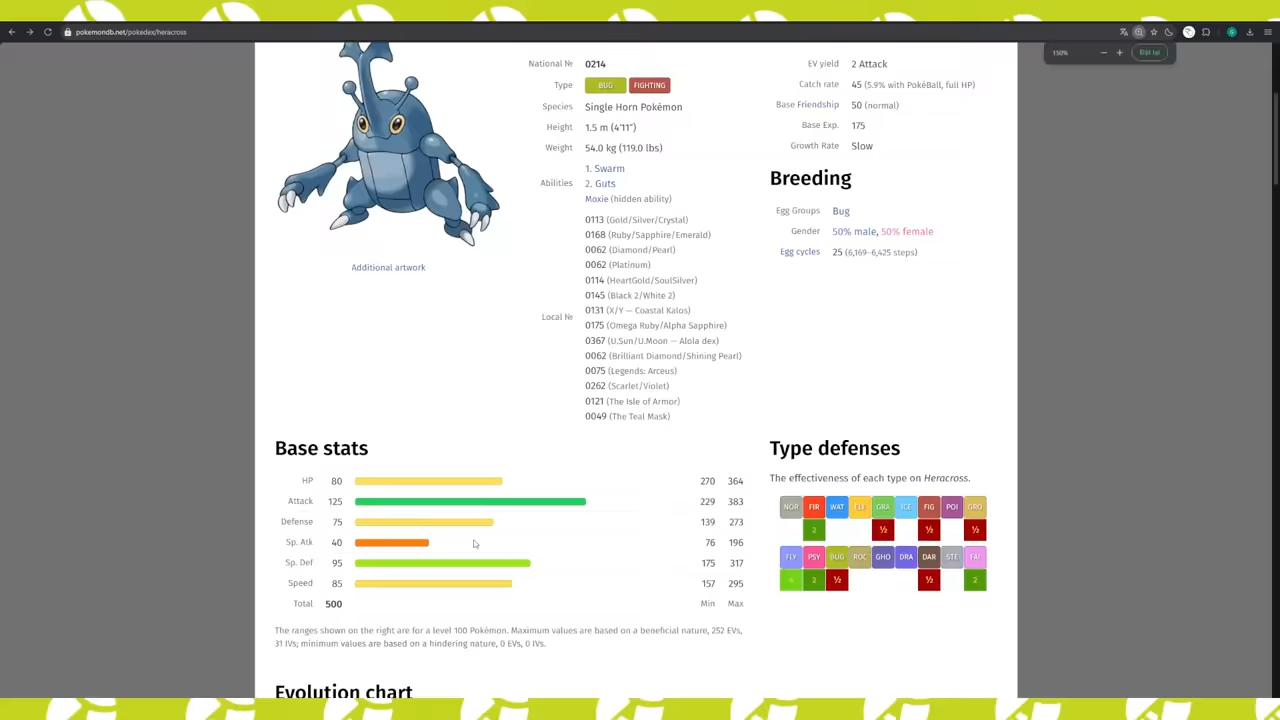 pokemondb.net/pokedex/heracross
150%
Đặt lại
National № 0214
Type BUG FIGHTING
Species Single Horn Pokémon
Height 1.5 m (4′11″)
Weight 54.0 kg (119.0 lbs)
Abilities 1. Swarm
2. Guts
Moxie (hidden ability)
Local № 0113 (Gold/Silver/Crystal)
0168 (Ruby/Sapphire/Emerald)
0062 (Diamond/Pearl)
0062 (Platinum)
0114 (HeartGold/SoulSilver)
0145 (Black 2/White 2)
0131 (X/Y — Coastal Kalos)
0175 (Omega Ruby/Alpha Sapphire)
0367 (U.Sun/U.Moon — Alola dex)
0062 (Brilliant Diamond/Shining Pearl)
0075 (Legends: Arceus)
0262 (Scarlet/Violet)
0121 (The Isle of Armor)
0049 (The Teal Mask)
Additional artwork
EV yield 2 Attack
Catch rate 45 (5.9% with PokéBall, full HP)
Base Friendship 50 (normal)
Base Exp. 175
Growth Rate Slow
Breeding
Egg Groups Bug
Gender 50% male, 50% female
Egg cycles 25 (6,169–6,425 steps)
Base stats
HP 80 270 364
Attack 125 229 383
Defense 75 139 273
Sp. Atk 40 76 196
Sp. Def 95 175 317
Speed 85 157 295
Total 500 Min Max
The ranges shown on the right are for a level 100 Pokémon. Maximum values are based on a beneficial nature, 252 EVs,
31 IVs; minimum values are based on a hindering nature, 0 EVs, 0 IVs.
Type defenses
The effectiveness of each type on Heracross.
NOR FIR WAT ELE GRA ICE FIG POI GRO
2 ½ ½ ½
FLY PSY BUG ROC GHO DRA DAR STE FAI
4 2 ½ ½ 2
Evolution chart